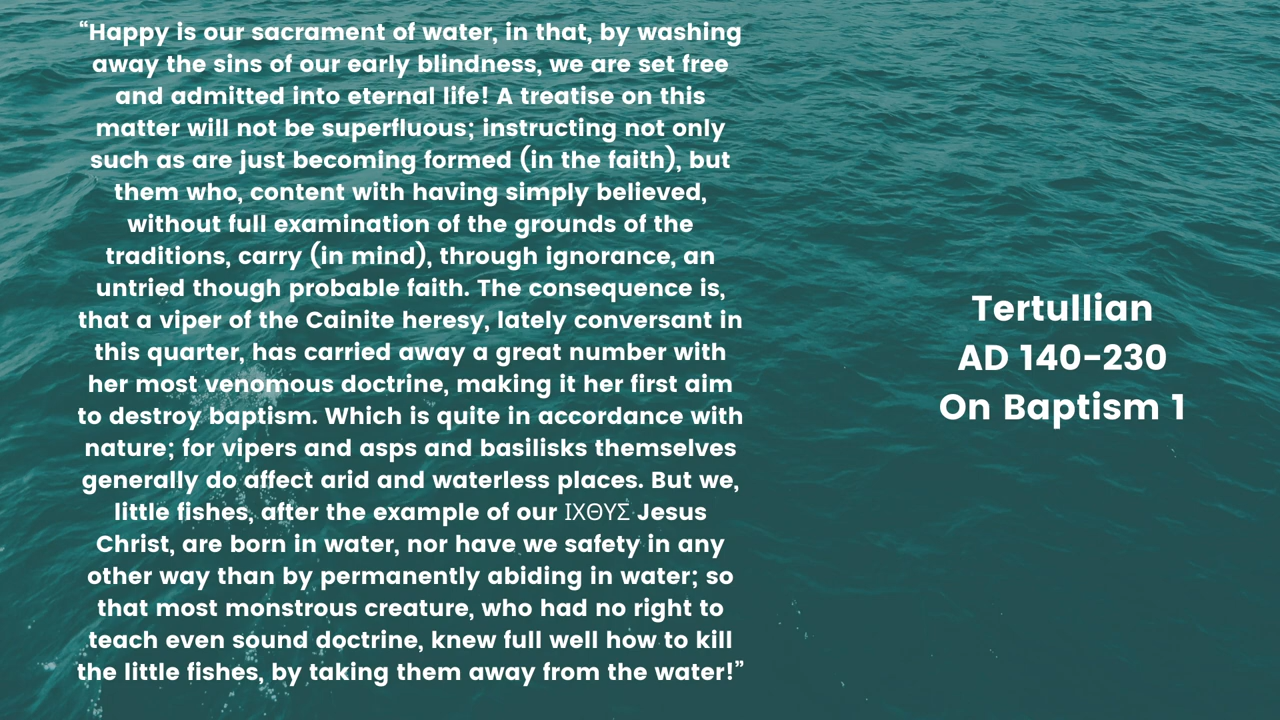 “Happy is our sacrament of water, in that, by washing
away the sins of our early blindness, we are set free
and admitted into eternal life! A treatise on this
matter will not be superfluous; instructing not only
such as are just becoming formed (in the faith), but
them who, content with having simply believed,
without full examination of the grounds of the
traditions, carry (in mind), through ignorance, an
untried though probable faith. The consequence is,
that a viper of the Cainite heresy, lately conversant in
this quarter, has carried away a great number with
her most venomous doctrine, making it her first aim
to destroy baptism. Which is quite in accordance with
nature; for vipers and asps and basilisks themselves
generally do affect arid and waterless places. But we,
little fishes, after the example of our ΙΧΘΥΣ Jesus
Christ, are born in water, nor have we safety in any
other way than by permanently abiding in water; so
that most monstrous creature, who had no right to
teach even sound doctrine, knew full well how to kill
the little fishes, by taking them away from the water!”
Tertullian
AD 140-230
On Baptism 1